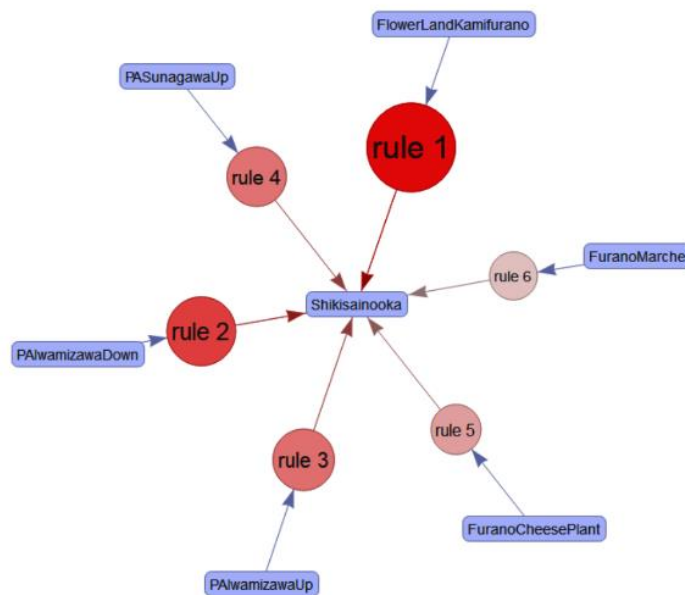 FlowerLandKamifurano
PASunagawaUp
rule 1
rule 4
FuranoMarche
rule 6
Shikisainooka
rule 2
PAIwamizawaDown
rule 5
rule 3
FuranoCheesePlant
PAIwamizawaUp